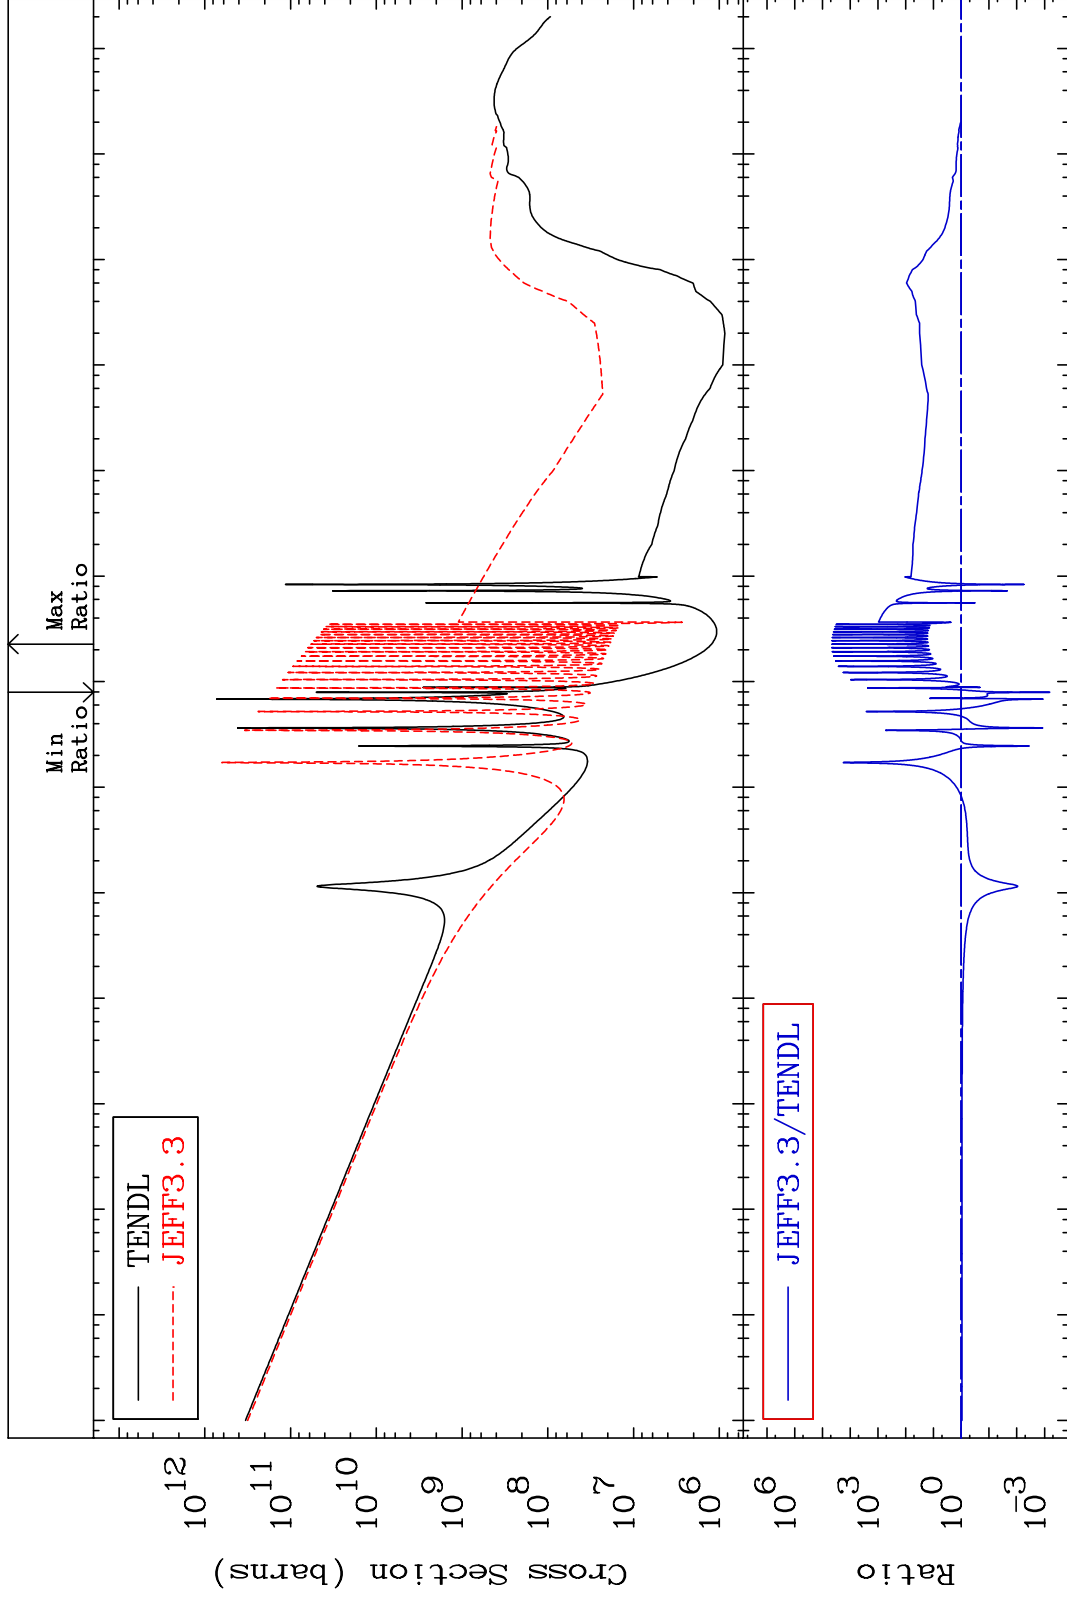 Min
Ratio
Max
Ratio
TENDL
JEFF3.3
10^12
10^11
10^10
10^9
10^8
10^7
10^6
Cross Section (barns)
JEFF3.3/TENDL
10^6
10^3
10^0
10^-3
Ratio